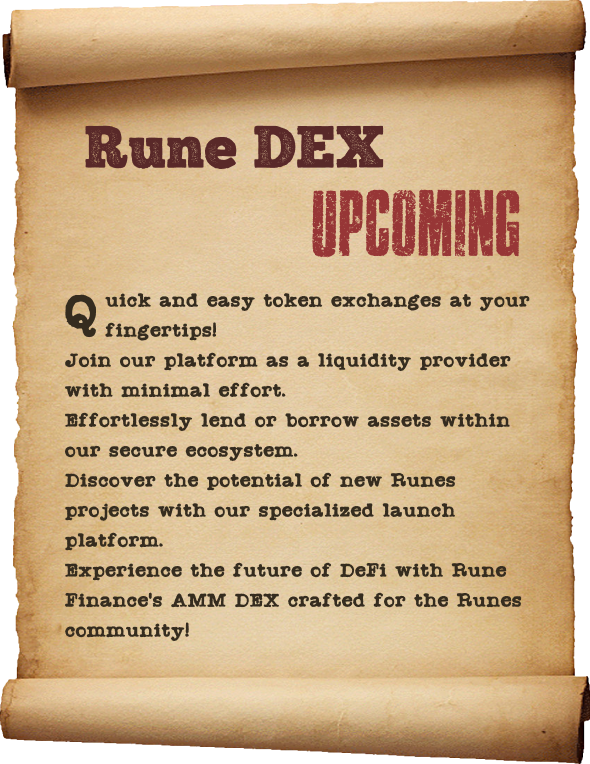 Rune DEX
UPCOMING
Quick and easy token exchanges at your
fingertips!
Join our platform as a liquidity provider
with minimal effort.
Effortlessly lend or borrow assets within
our secure ecosystem.
Discover the potential of new Runes
projects with our specialized launch
platform.
Experience the future of DeFi with Rune
Finance's AMM DEX crafted for the Runes
community!